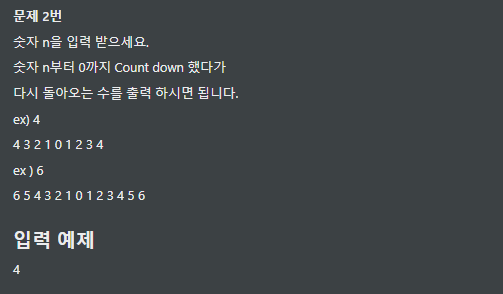 문제 2번
숫자 n을 입력 받으세요.
숫자 n부터 0까지 Count down 했다가
다시 돌아오는 수를 출력 하시면 됩니다.
ex) 4
4 3 2 1 0 1 2 3 4
ex ) 6
6 5 4 3 2 1 0 1 2 3 4 5 6
입력 예제
4